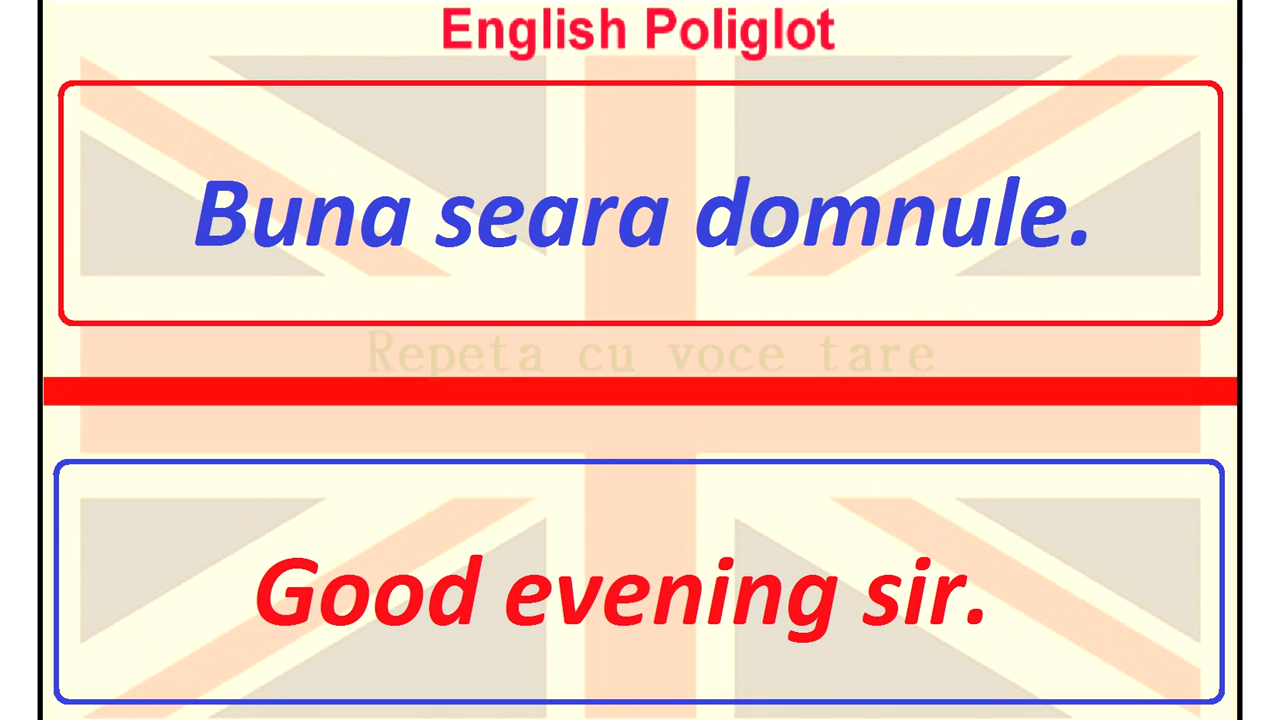 English Poliglot
Buna seara domnule.
Repeta cu voce tare
Good evening sir.